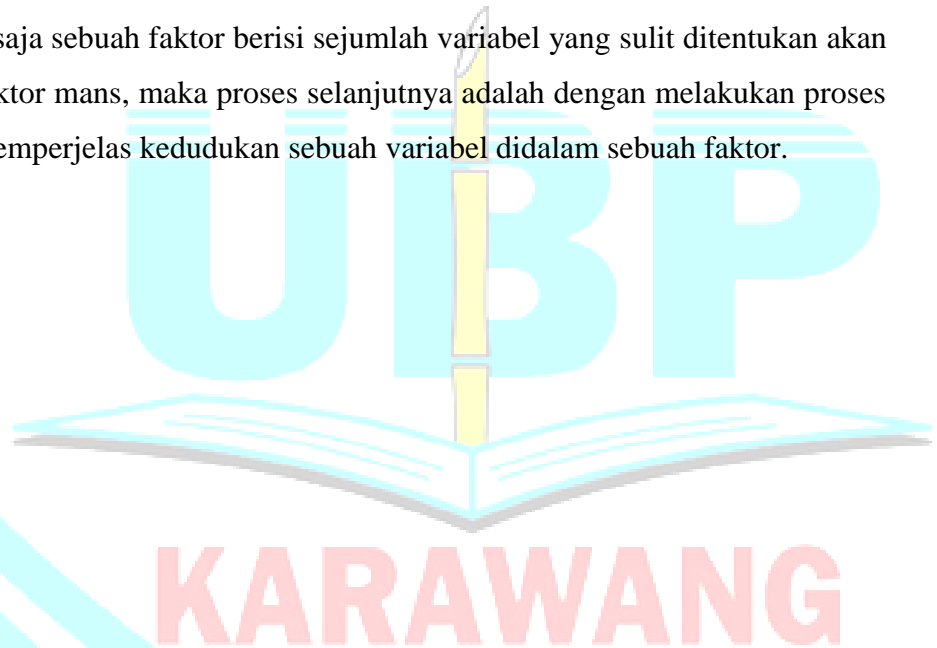 saja sebuah faktor berisi sejumlah variabel yang sulit ditentukan akan
ktor mans, maka proses selanjutnya adalah dengan melakukan proses
emperjelas kedudukan sebuah variabel didalam sebuah faktor.
UBP
KARAWANG